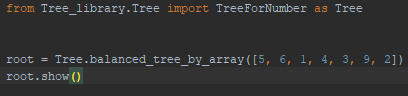 from Tree_library.Tree import TreeForNumber as Tree
root = Tree.balanced_tree_by_array([5, 6, 1, 4, 3, 9, 2])
root.show()